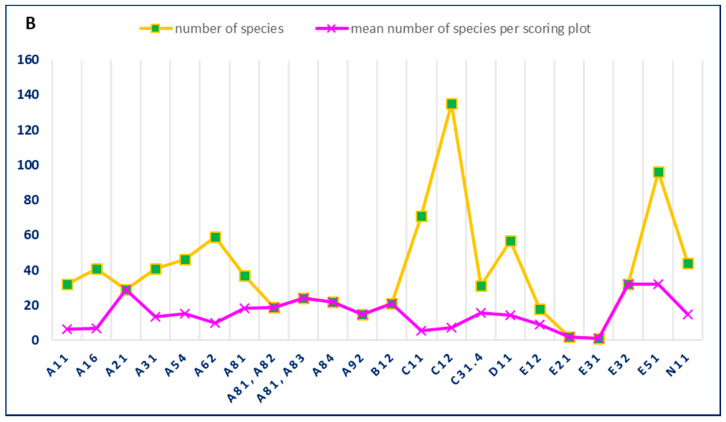 B
number of species
mean number of species per scoring plot
160
140
120
100
80
60
40
20
0
A11
A16
A21
A31
A54
A62
A81
A81, A82
A81, A83
A84
A92
B12
C11
C12
C31.4
D11
E12
E21
E31
E32
E51
N11